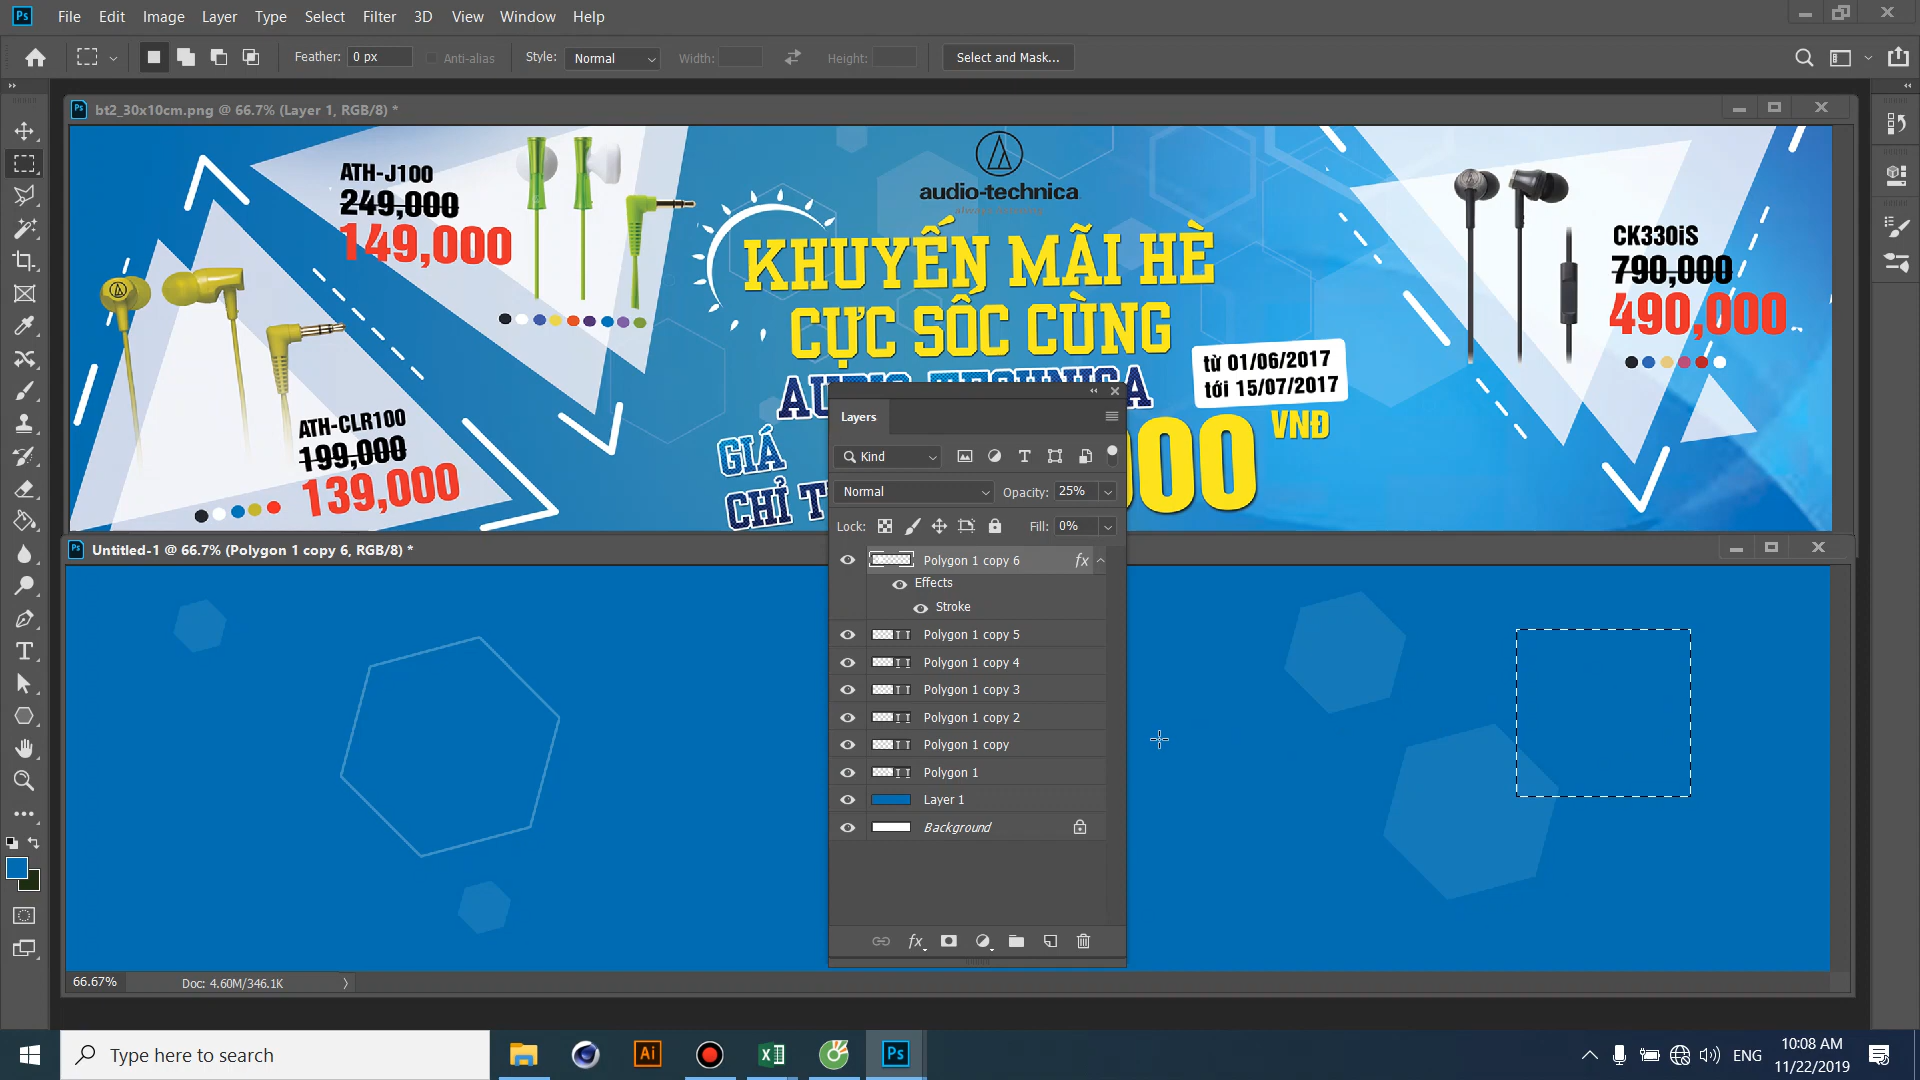 Ps File Edit Image Layer Type Select Filter 3D View Window Help
Feather: 0 px Anti-alias Style: Normal Width: Height: Select and Mask...
Ps bt2_30x10cm.png @ 66.7% (Layer 1, RGB/8) *
ATH-J100
249,000
149,000
audio-technica
always listening
KHUYẾN MÃI HÈ
CỰC SỐC CÙNG
từ 01/06/2017
tới 15/07/2017
CK330iS
790,000
490,000
ATH-CLR100
199,000
139,000
GIÁ
CHỈ
VNĐ
Layers
Kind
Normal Opacity: 25%
Lock: Fill: 0%
Polygon 1 copy 6 fx
Effects
Stroke
Polygon 1 copy 5
Polygon 1 copy 4
Polygon 1 copy 3
Polygon 1 copy 2
Polygon 1 copy
Polygon 1
Layer 1
Background
fx
Ps Untitled-1 @ 66.7% (Polygon 1 copy 6, RGB/8) *
66.67% Doc: 4.60M/346.1K
Type here to search
Ai
Ps
ENG
10:08 AM
11/22/2019